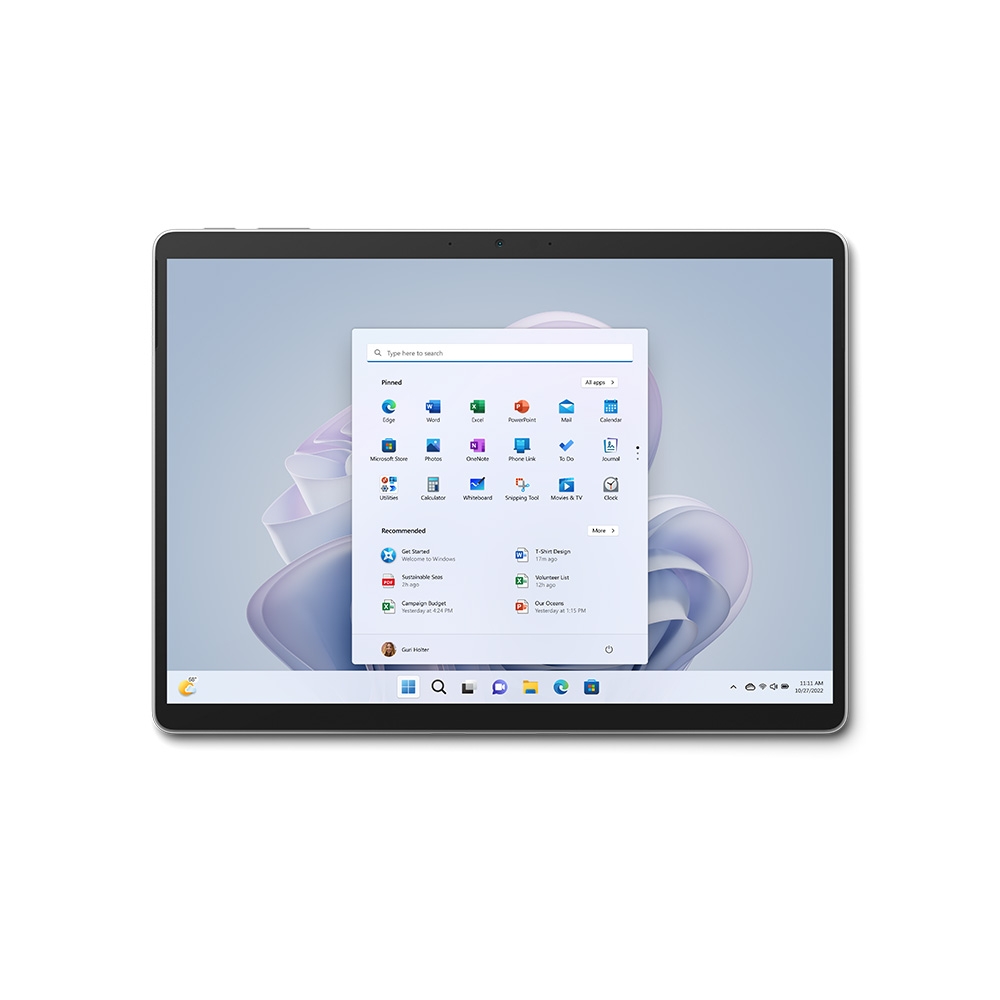 Type here to search
Pinned
All apps
Edge
Word
Excel
PowerPoint
Mail
Calendar
Microsoft Store
Photos
OneNote
Phone Link
To Do
Journal
Utilities
Calculator
Whiteboard
Snipping Tool
Movies & TV
Clock
Recommended
More
Get Started
Welcome to Windows
T-Shirt Design
17m ago
Sustainable Seas
2h ago
Volunteer List
12h ago
Campaign Budget
Yesterday at 4:24 PM
Our Oceans
Yesterday at 1:15 PM
Guri Holter
68°
11:11 AM
10/27/2022